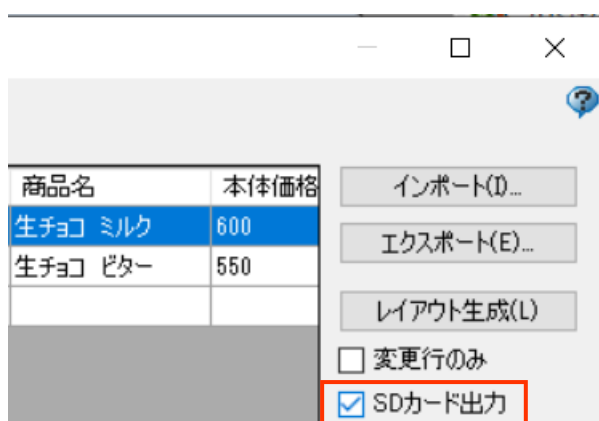 商品名 本体価格 インポート(I)...
生チョコ ミルク 600
エクスポート(E)...
生チョコ ビター 550
レイアウト生成(L)
変更行のみ
SDカード出力